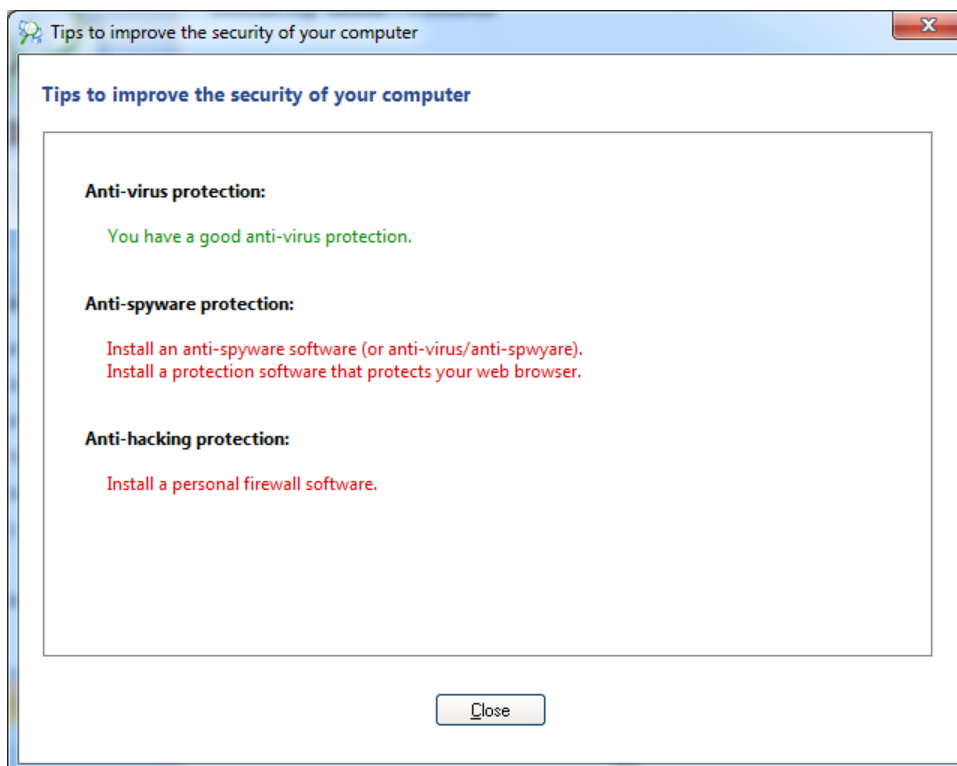 Tips to improve the security of your computer
Tips to improve the security of your computer
Anti-virus protection:
You have a good anti-virus protection.
Anti-spyware protection:
Install an anti-spyware software (or anti-virus/anti-spwyare).
Install a protection software that protects your web browser.
Anti-hacking protection:
Install a personal firewall software.
Close